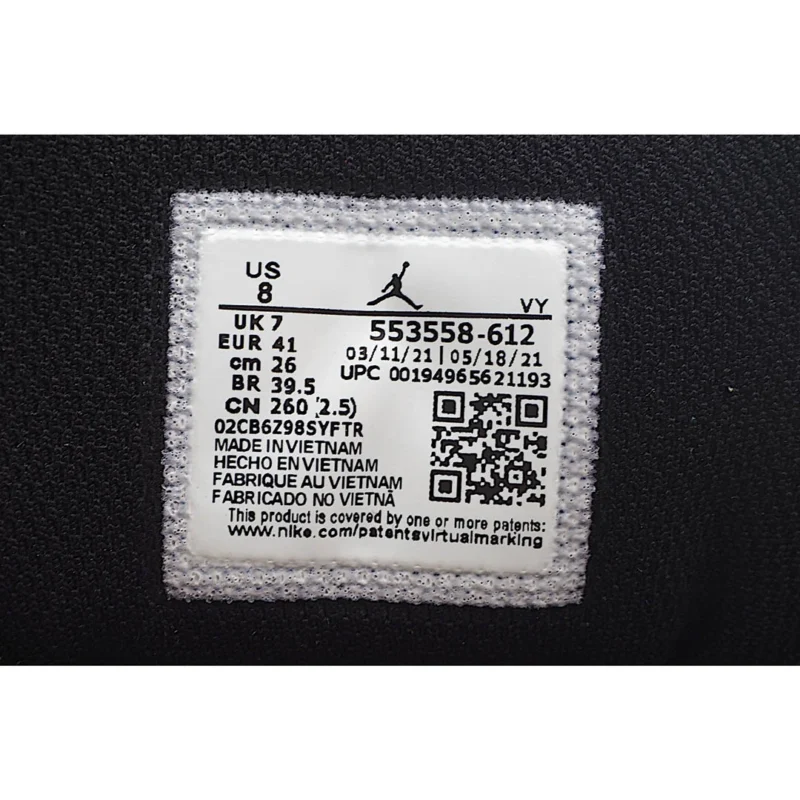 US
8
VY
UK 7
EUR 41
cm 26
BR 39.5
CN 260 (2.5)
553558-612
03/11/21 | 05/18/21
UPC 00194965621193
02CB6Z98SYFTR
MADE IN VIETNAM
HECHO EN VIETNAM
FABRIQUE AU VIETNAM
FABRICADO NO VIETNÃ
This product is covered by one or more patents:
www.nike.com/patentsvirtualmarking